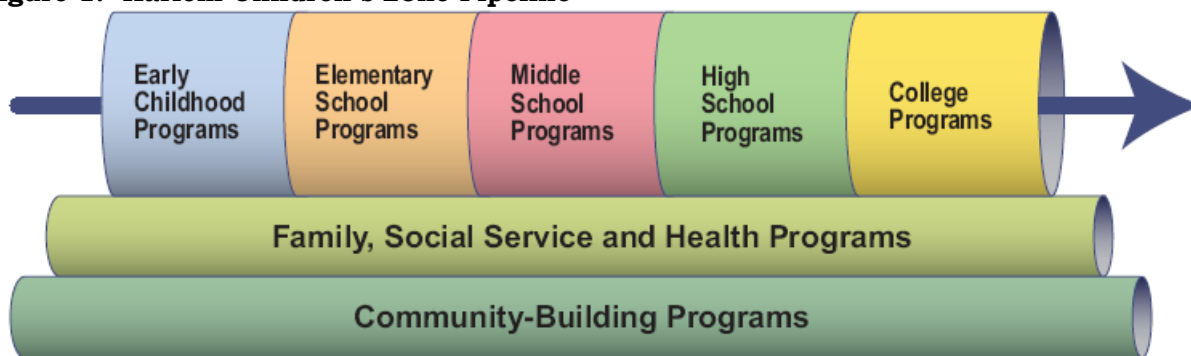 Early
Childhood
Programs
Elementary
School
Programs
Middle
School
Programs
High
School
Programs
College
Programs
Family, Social Service and Health Programs
Community-Building Programs